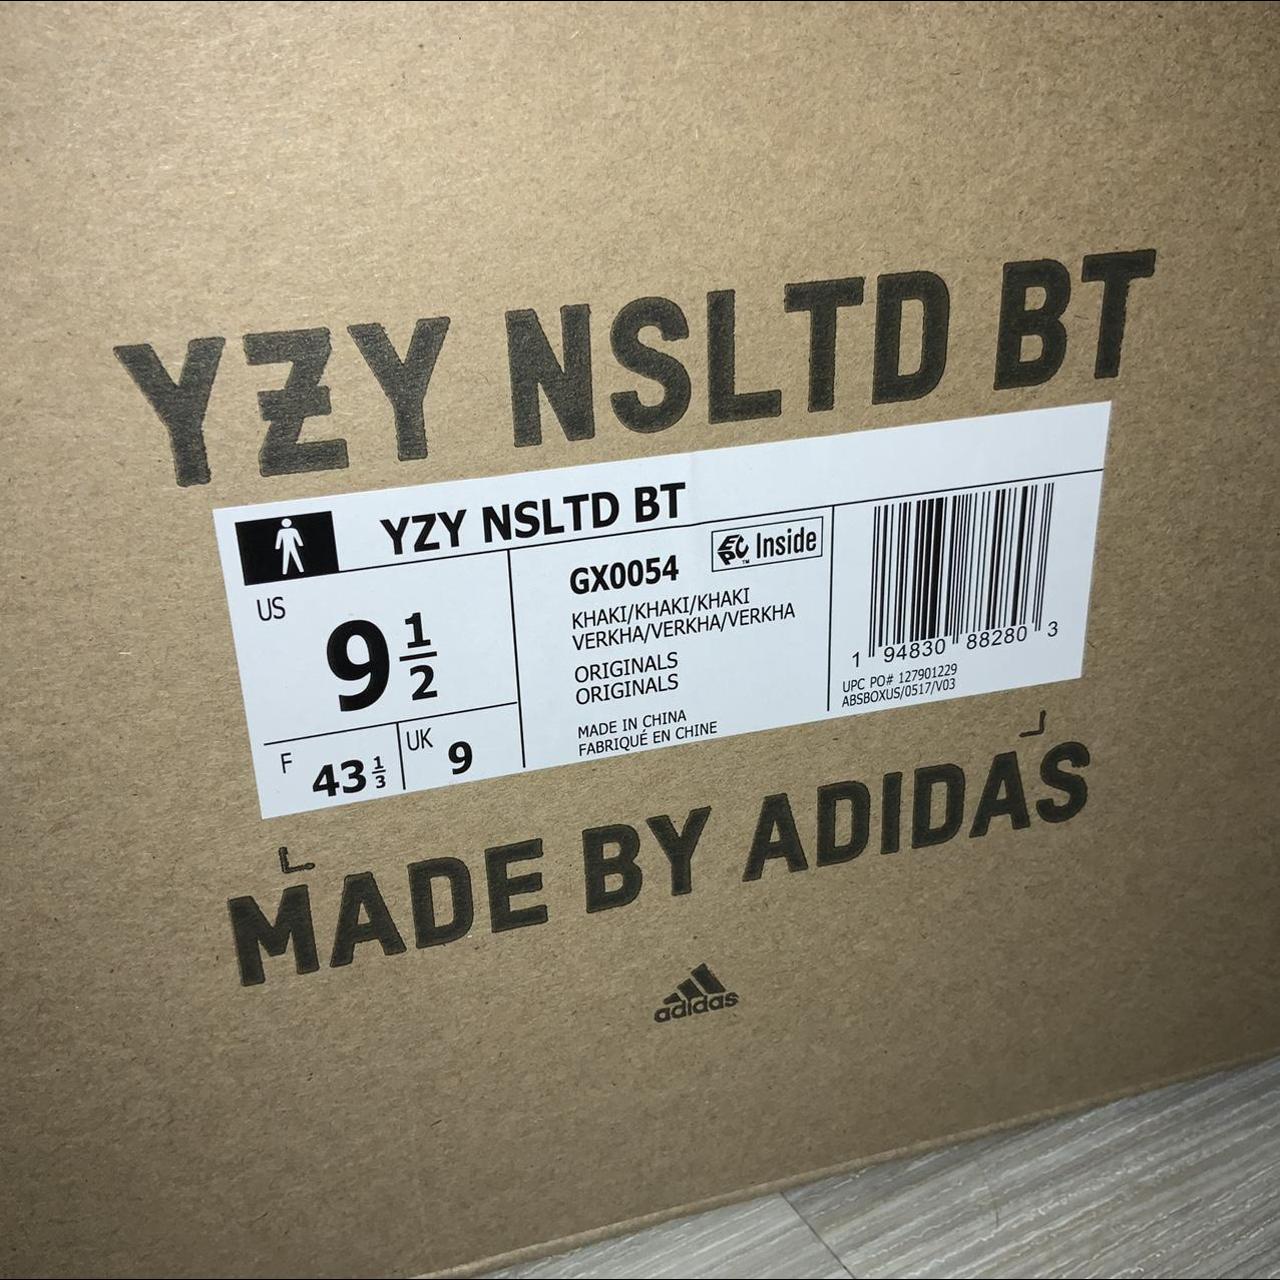 YZY NSLTD BT
YZY NSLTD BT
US
9 1/2
F 43 1/3
UK 9
GX0054
EPC™ Inside
KHAKI/KHAKI/KHAKI
VERKHA/VERKHA/VERKHA
ORIGINALS
ORIGINALS
MADE IN CHINA
FABRIQUÉ EN CHINE
1 94830 88280 3
UPC PO# 127901229
ABSBOXUS/0517/V03
MADE BY ADIDAS
adidas